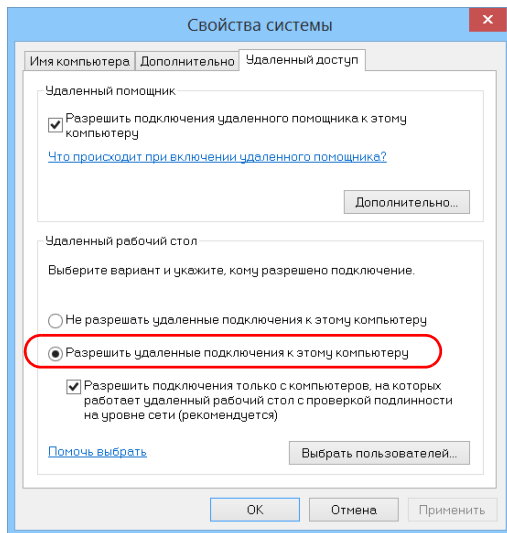 Свойства системы
Имя компьютера Дополнительно Удаленный доступ
Удаленный помощник
Разрешить подключения удаленного помощника к этому
компьютеру
Что происходит при включении удаленного помощника?
Дополнительно...
Удаленный рабочий стол
Выберите вариант и укажите, кому разрешено подключение.
Не разрешать удаленные подключения к этому компьютеру
Разрешить удаленные подключения к этому компьютеру
Разрешить подключения только с компьютеров, на которых
работает удаленный рабочий стол с проверкой подлинности
на уровне сети (рекомендуется)
Помочь выбрать
Выбрать пользователей...
ОК Отмена Применить